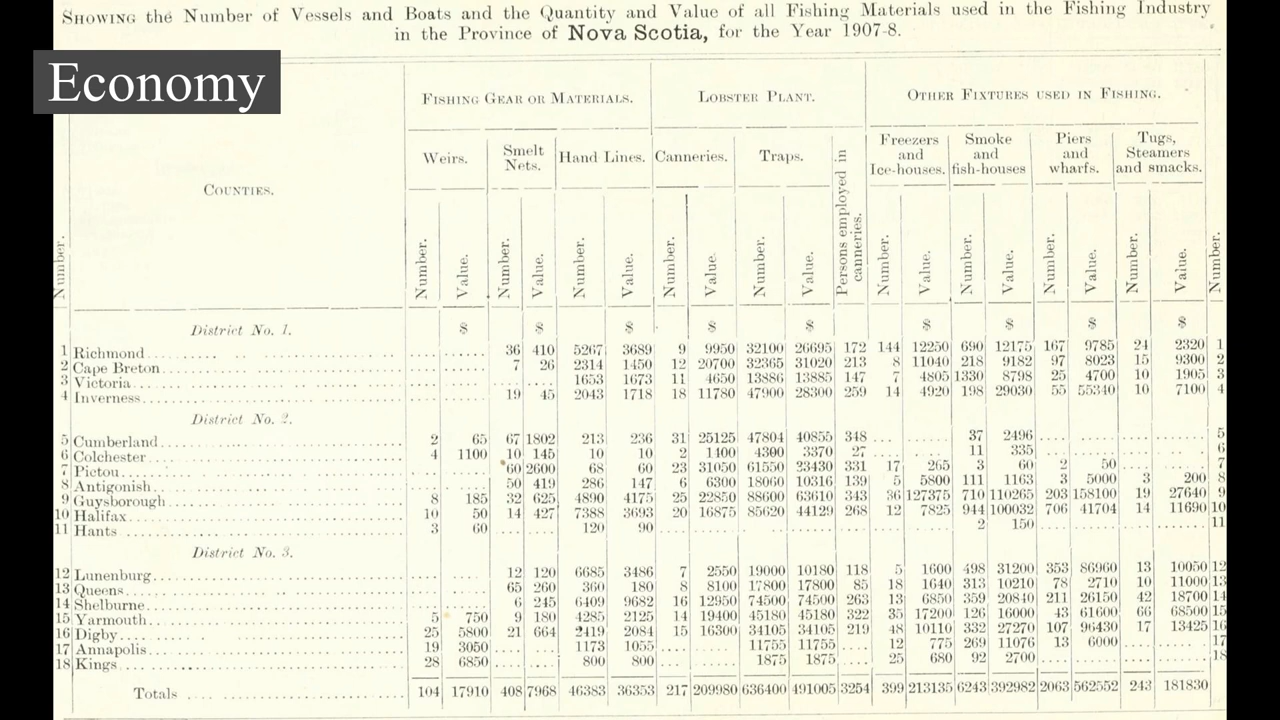 SHOWING the Number of Vessels and Boats and the Quantity and Value of all Fishing Materials used in the Fishing Industry
in the Province of Nova Scotia, for the Year 1907-8.
Economy
FISHING GEAR OR MATERIALS. LOBSTER PLANT. OTHER FIXTURES USED IN FISHING.
Number. COUNTIES. Weirs. Smelt Nets. Hand Lines. Canneries. Traps. Persons employed in canneries. Freezers and Ice-houses. Smoke and fish-houses Piers and wharfs. Tugs, Steamers and smacks. Number.
Number. Value. Number. Value. Number. Value. Number. Value. Number. Value. Number. Value. Number. Value. Number. Value. Number. Value.
District No. 1. $ $ $ $ $ $ $ $ $
1 Richmond 36 410 5267 3689 9 9950 32100 26695 172 144 12250 690 12175 167 9785 24 2320 1
2 Cape Breton 7 26 2314 1450 12 20700 32365 31020 213 8 11040 218 9182 97 8023 15 9300 2
3 Victoria 1653 1673 11 4650 13886 13885 147 7 4805 1330 8798 25 4700 10 1905 3
4 Inverness 19 45 2043 1718 18 11780 47900 28300 259 14 4920 198 29030 55 55340 10 7100 4
District No. 2.
5 Cumberland 2 65 67 1802 213 236 31 25125 47804 40855 348 37 2496 5
6 Colchester 4 1100 10 145 10 10 2 1400 4300 3370 27 11 335 6
7 Pictou 60 2600 68 60 23 31050 61550 23430 331 17 265 3 60 2 50 7
8 Antigonish 50 419 286 147 6 6300 18060 10316 139 5 5800 111 1163 3 5000 3 200 8
9 Guysborough 8 185 32 625 4890 4175 25 22850 88600 63610 343 36 127375 710 110265 203 158100 19 27640 9
10 Halifax 10 50 14 427 7388 3693 20 16875 85620 44129 268 12 7825 944 100032 706 41704 14 11690 10
11 Hants 3 60 120 90 2 150 11
District No. 3.
12 Lunenburg 12 120 6685 3486 7 2550 19000 10180 118 5 1600 498 31200 353 86960 13 10050 12
13 Queens 65 260 360 180 8 8100 17800 17800 85 18 1640 313 10210 78 2710 10 11000 13
14 Shelburne 6 245 6409 9682 16 12950 74500 74500 263 13 6850 359 20840 211 26150 42 18700 14
15 Yarmouth 5 750 9 180 4285 2125 14 19400 45180 45180 322 35 17200 126 16000 43 61600 66 68500 15
16 Digby 25 5800 21 664 2419 2084 15 16300 34105 34105 219 48 10110 332 27270 107 96430 17 13425 16
17 Annapolis 19 3050 1173 1055 11755 11755 12 775 269 11076 13 6000 17
18 Kings 28 6850 800 800 1875 1875 25 680 92 2700 18
Totals 104 17910 408 7968 46383 36353 217 209980 636400 491005 3254 399 213135 6243 392982 2063 562552 243 181830